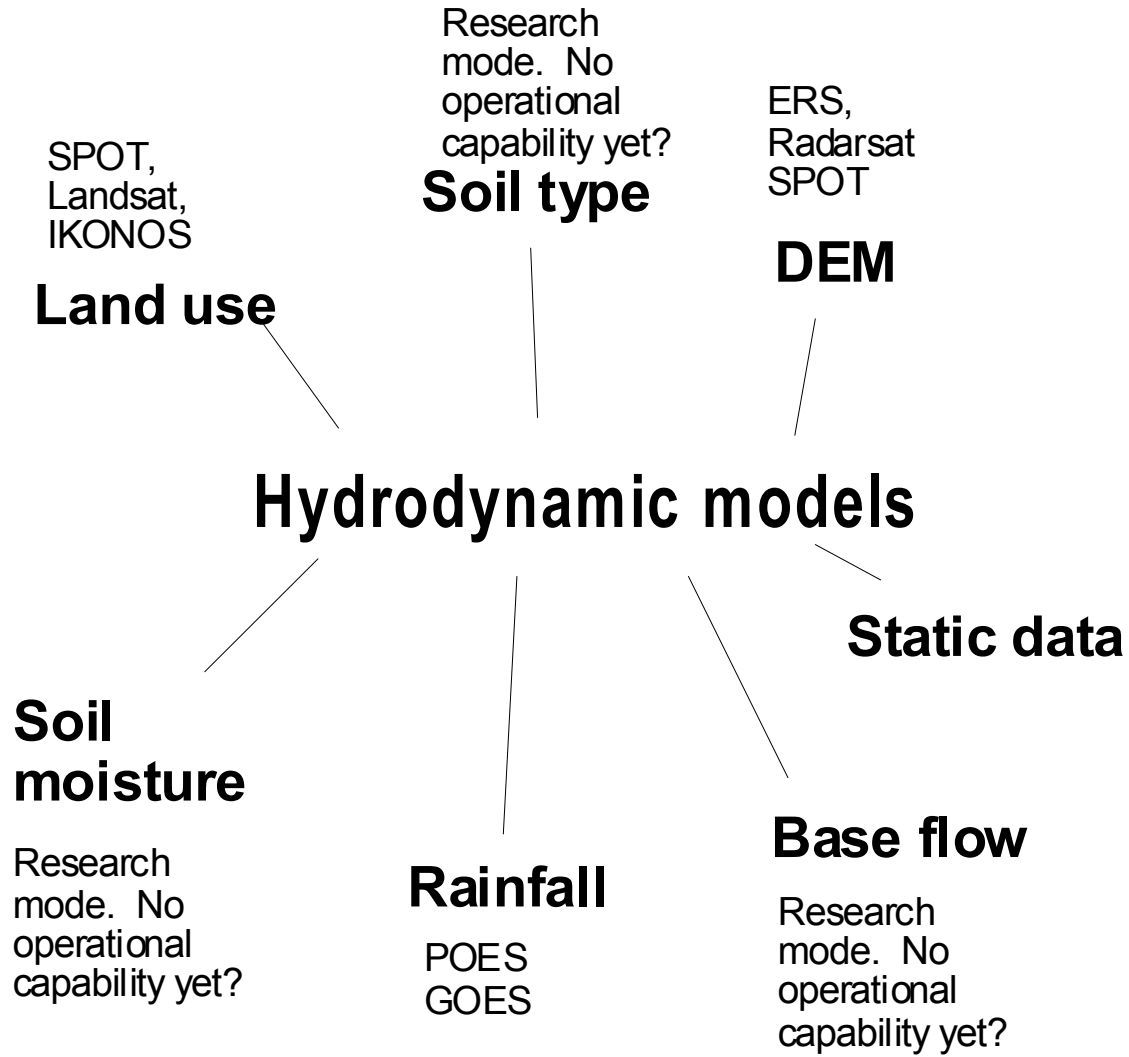 Research
mode.  No
operational
capability yet?
Soil type
ERS,
Radarsat
SPOT
DEM
SPOT,
Landsat,
IKONOS
Land use
Hydrodynamic models
Static data
Soil
moisture
Research
mode.  No
operational
capability yet?
Rainfall
POES
GOES
Base flow
Research
mode.  No
operational
capability yet?